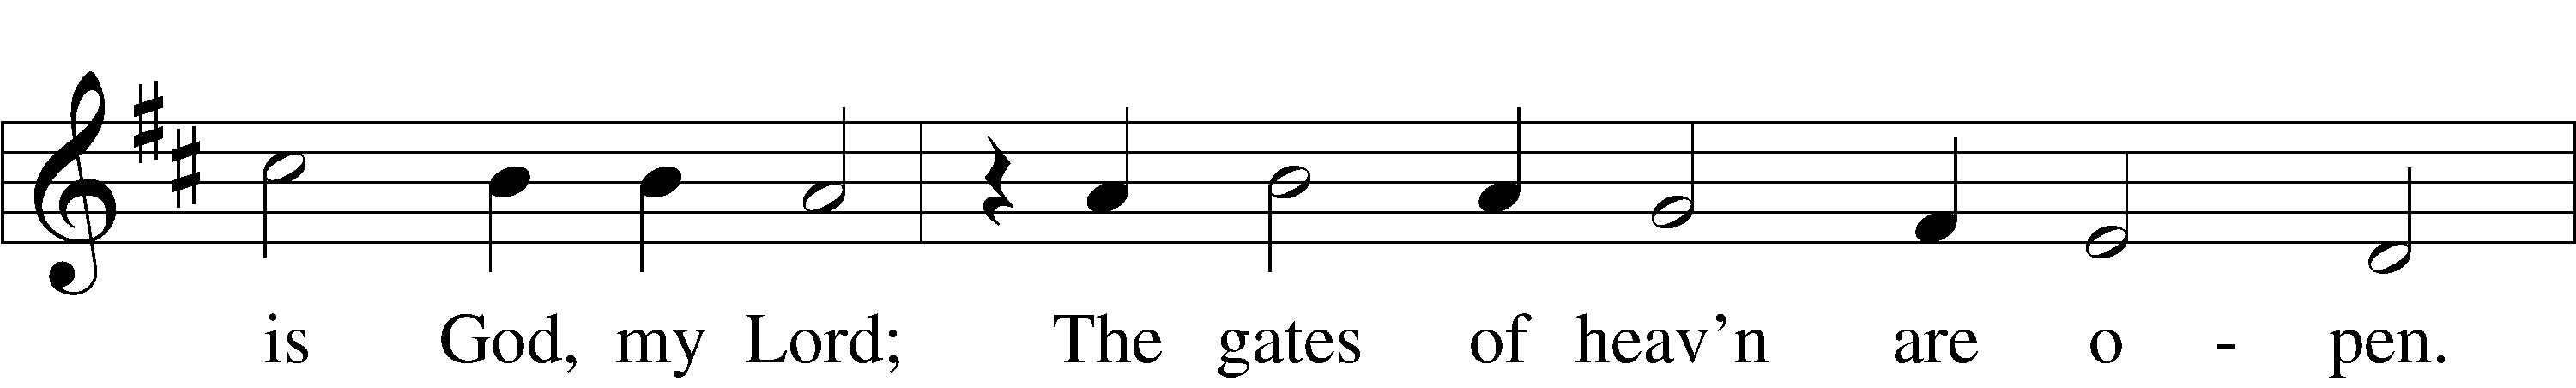 is God, my Lord; The gates of heav’n are o - pen.